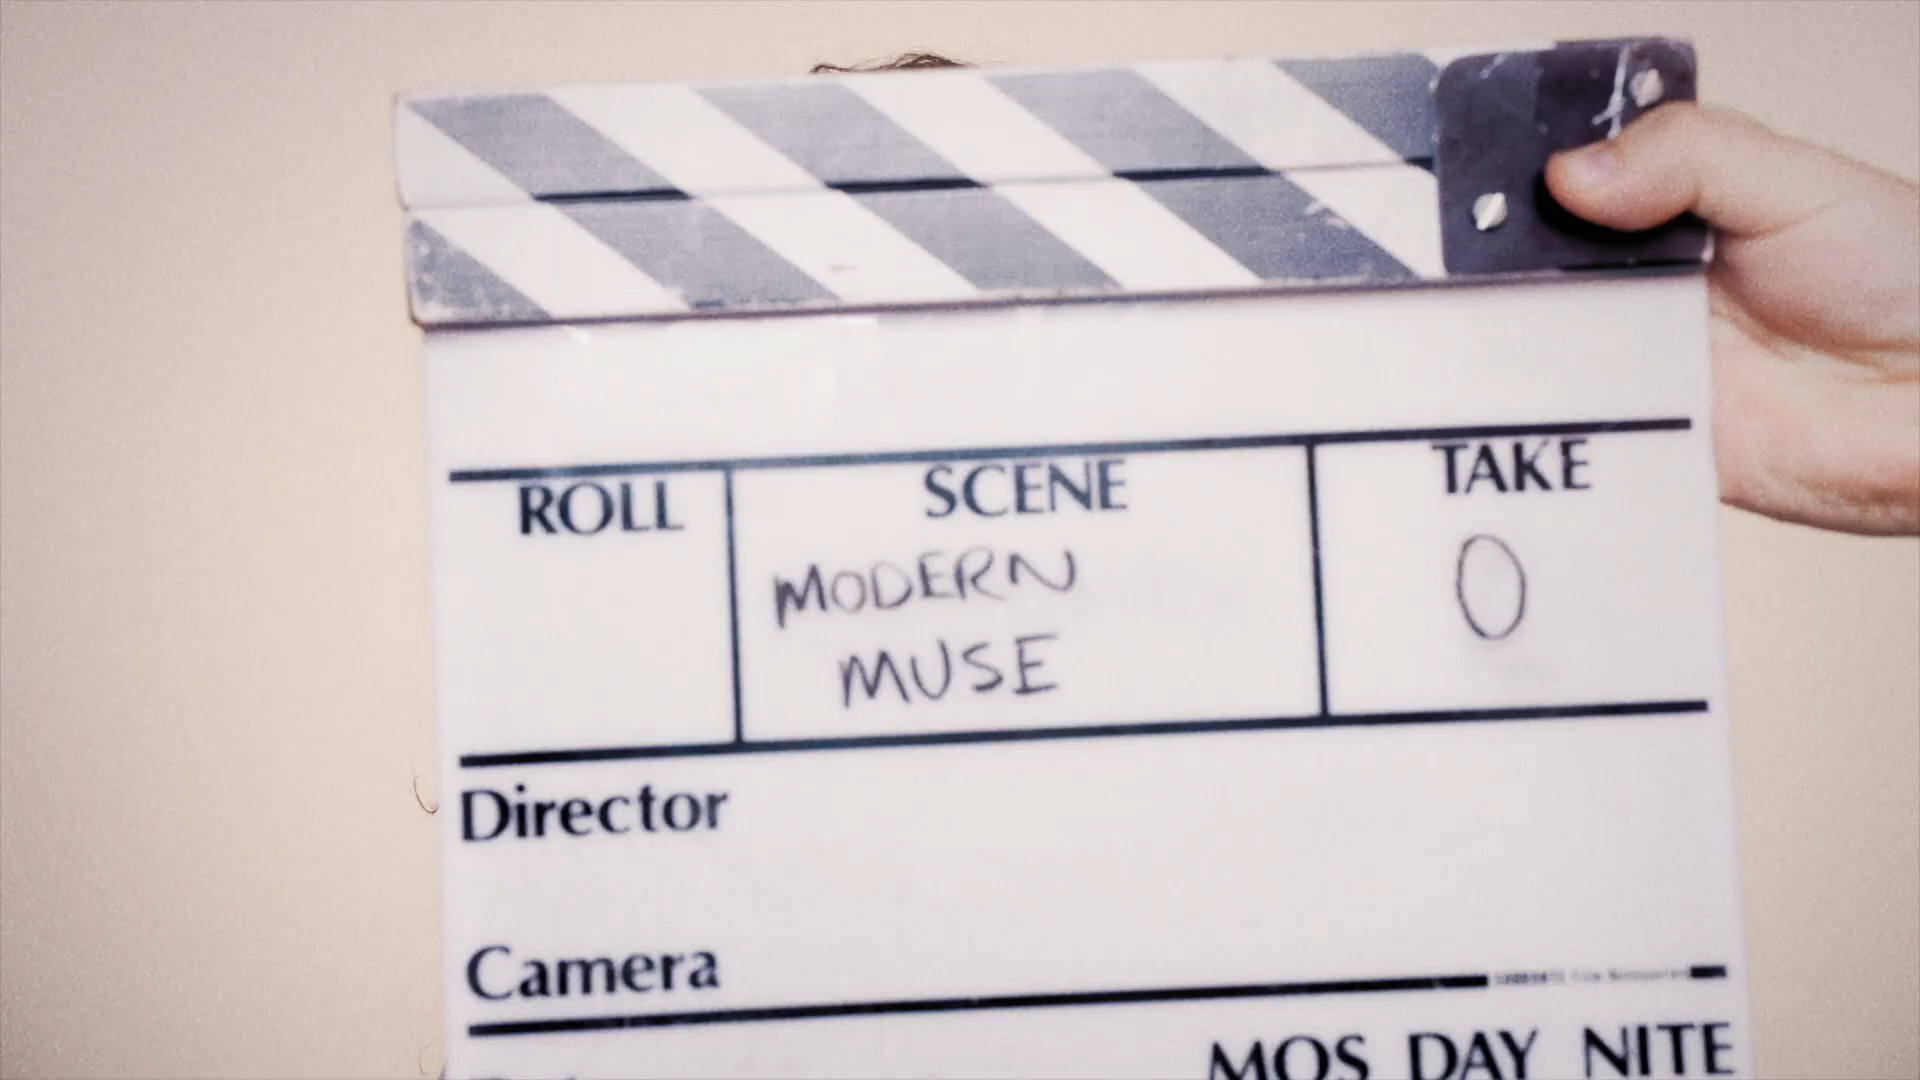 ROLL SCENE TAKE
MODERN 0
MUSE
Director
Camera
MOS DAY NITE